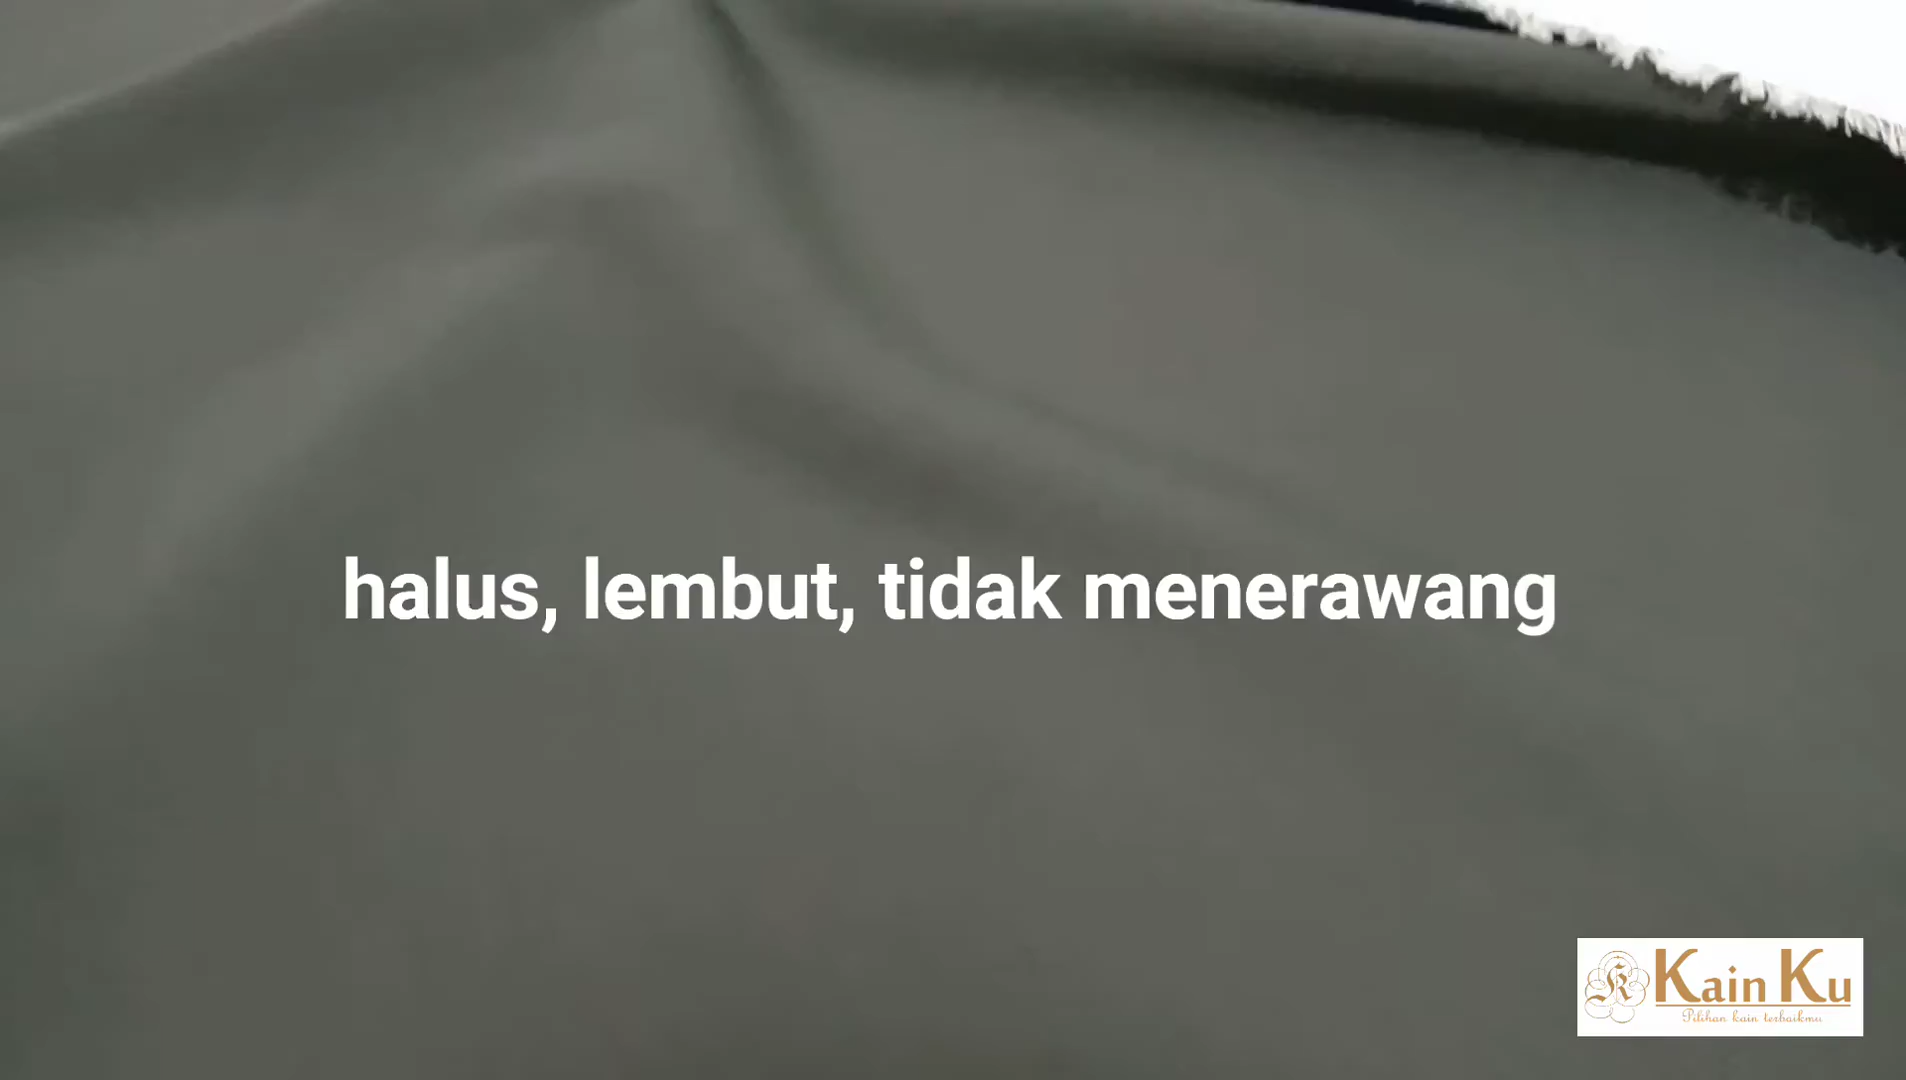 halus, lembut, tidak menerawang
Kain Ku
Pilihan kain terbaikmu